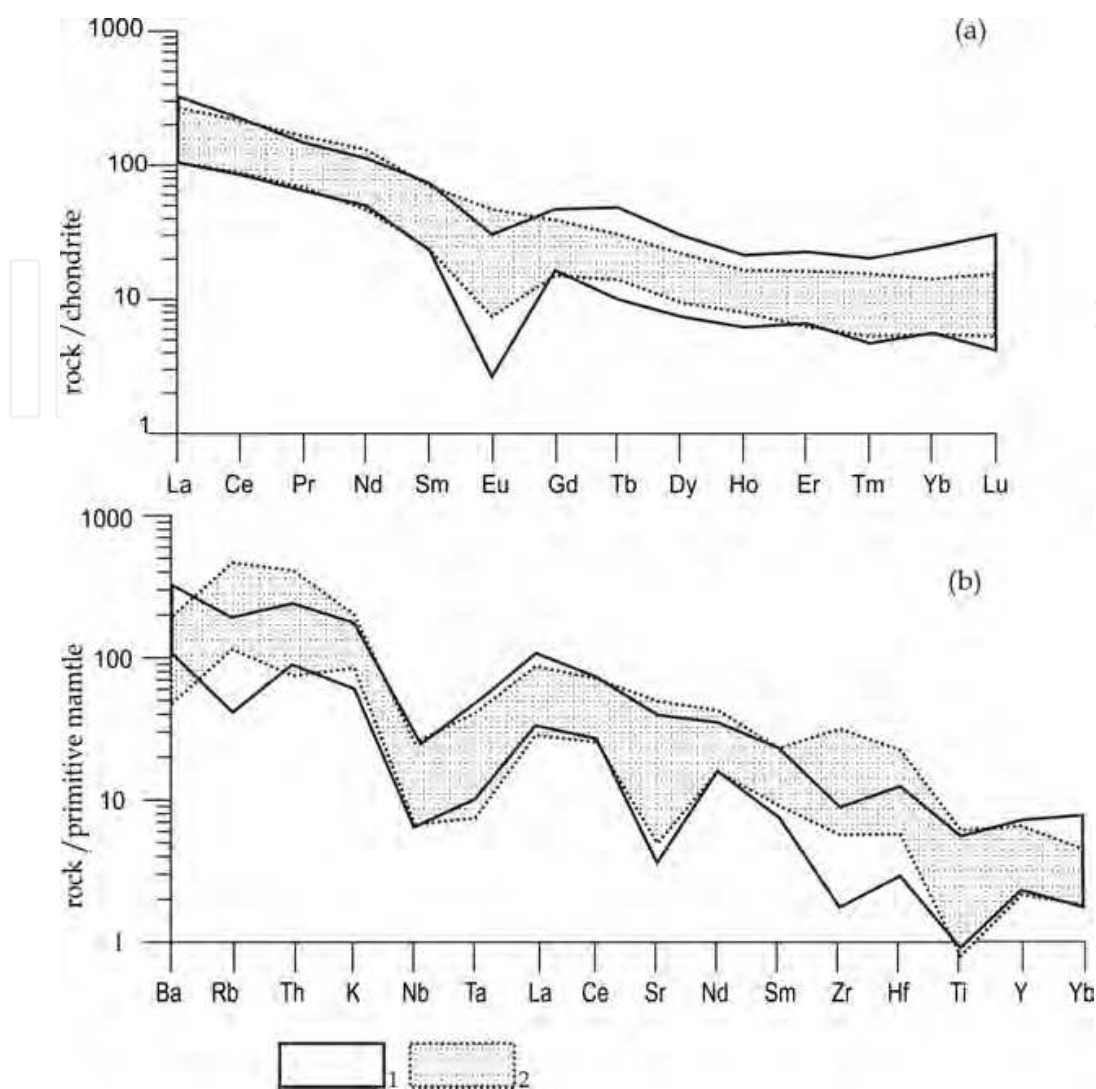 (a)
1000
100
10
1
rock / chondrite
La Ce Pr Nd Sm Eu Gd Tb Dy Ho Er Tm Yb Lu
(b)
1000
100
10
1
rock / primitive mamtle
Ba Rb Th K Nb Ta La Ce Sr Nd Sm Zr Hf Ti Y Yb
1 2